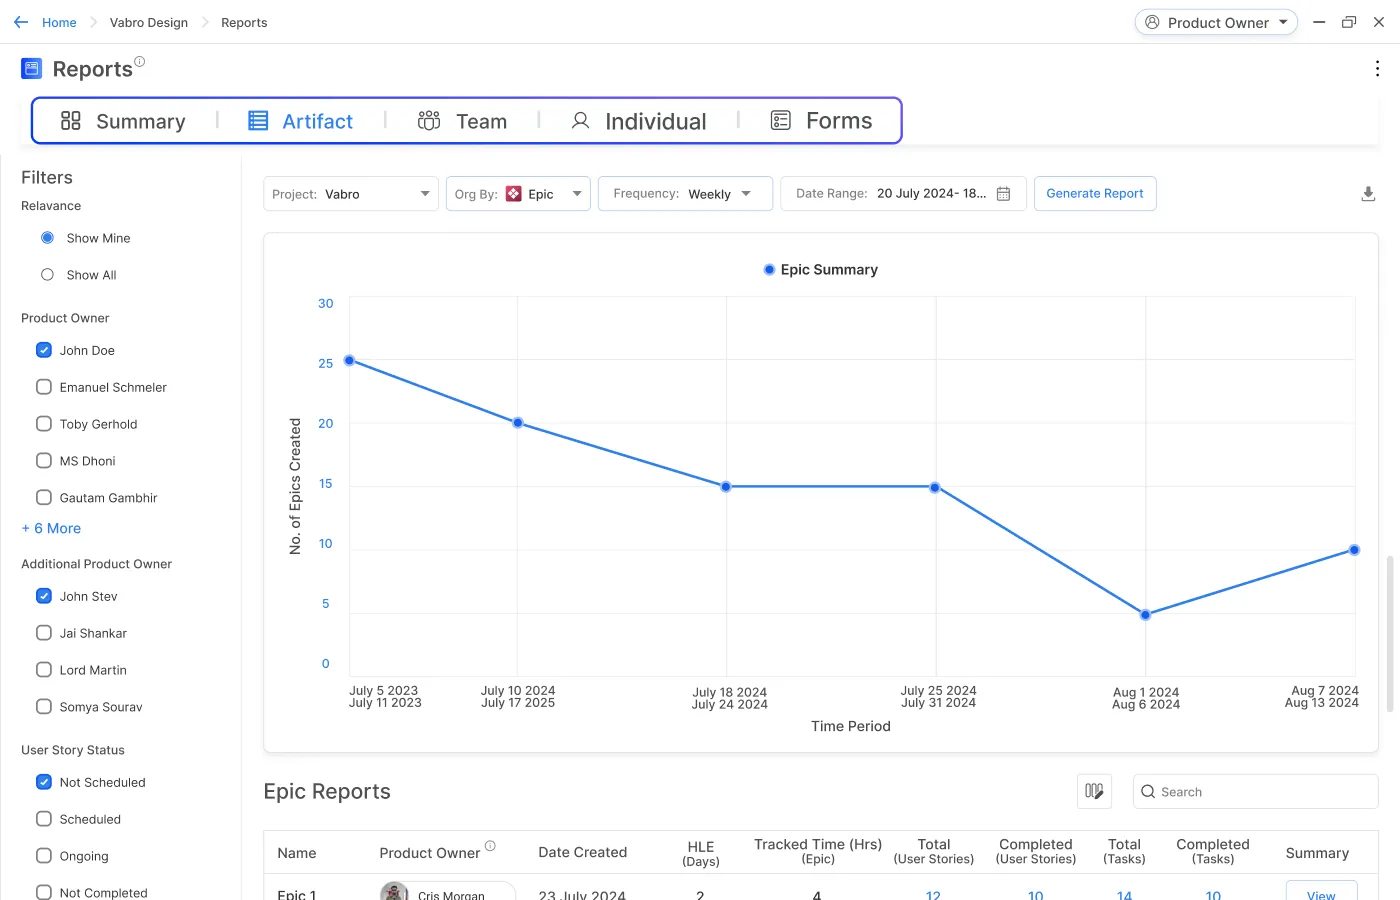 Home
Vabro Design
Reports
Product Owner
Reports
Summary
Artifact
Team
Individual
Forms
Filters
Relavance
Show Mine
Show All
Product Owner
John Doe
Emanuel Schmeler
Toby Gerhold
MS Dhoni
Gautam Gambhir
+ 6 More
Additional Product Owner
John Stev
Jai Shankar
Lord Martin
Somya Sourav
User Story Status
Not Scheduled
Scheduled
Ongoing
Not Completed
Project: Vabro
Org By: Epic
Frequency: Weekly
Date Range: 20 July 2024- 18...
Generate Report
Epic Summary
30
25
20
15
10
5
0
No. of Epics Created
July 5 2023
July 11 2023
July 10 2024
July 17 2025
July 18 2024
July 24 2024
July 25 2024
July 31 2024
Aug 1 2024
Aug 6 2024
Aug 7 2024
Aug 13 2024
Time Period
Epic Reports
Search
Name
Product Owner
Date Created
HLE
(Days)
Tracked Time (Hrs)
(Epic)
Total
(User Stories)
Completed
(User Stories)
Total
(Tasks)
Completed
(Tasks)
Summary
Epic 1
Cris Morgan
23 July 2024
2
4
12
10
14
10
View